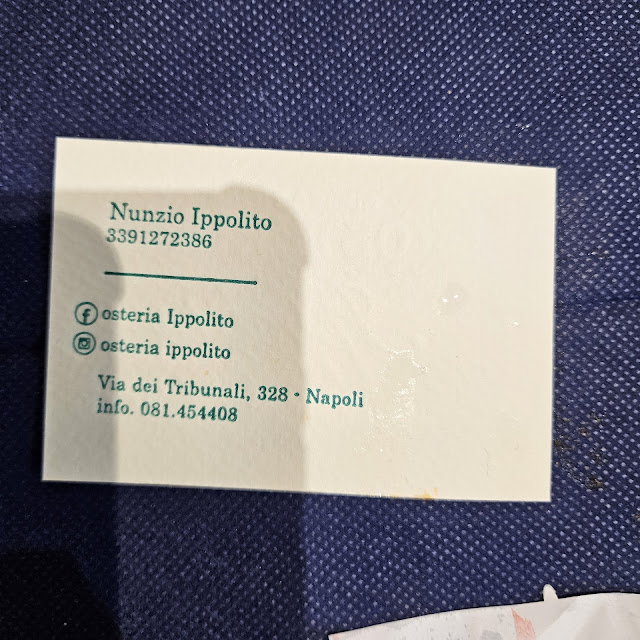 Nunzio Ippolito
3391272386
osteria Ippolito
osteria ippolito
Via dei Tribunali, 328 · Napoli
info. 081.454408